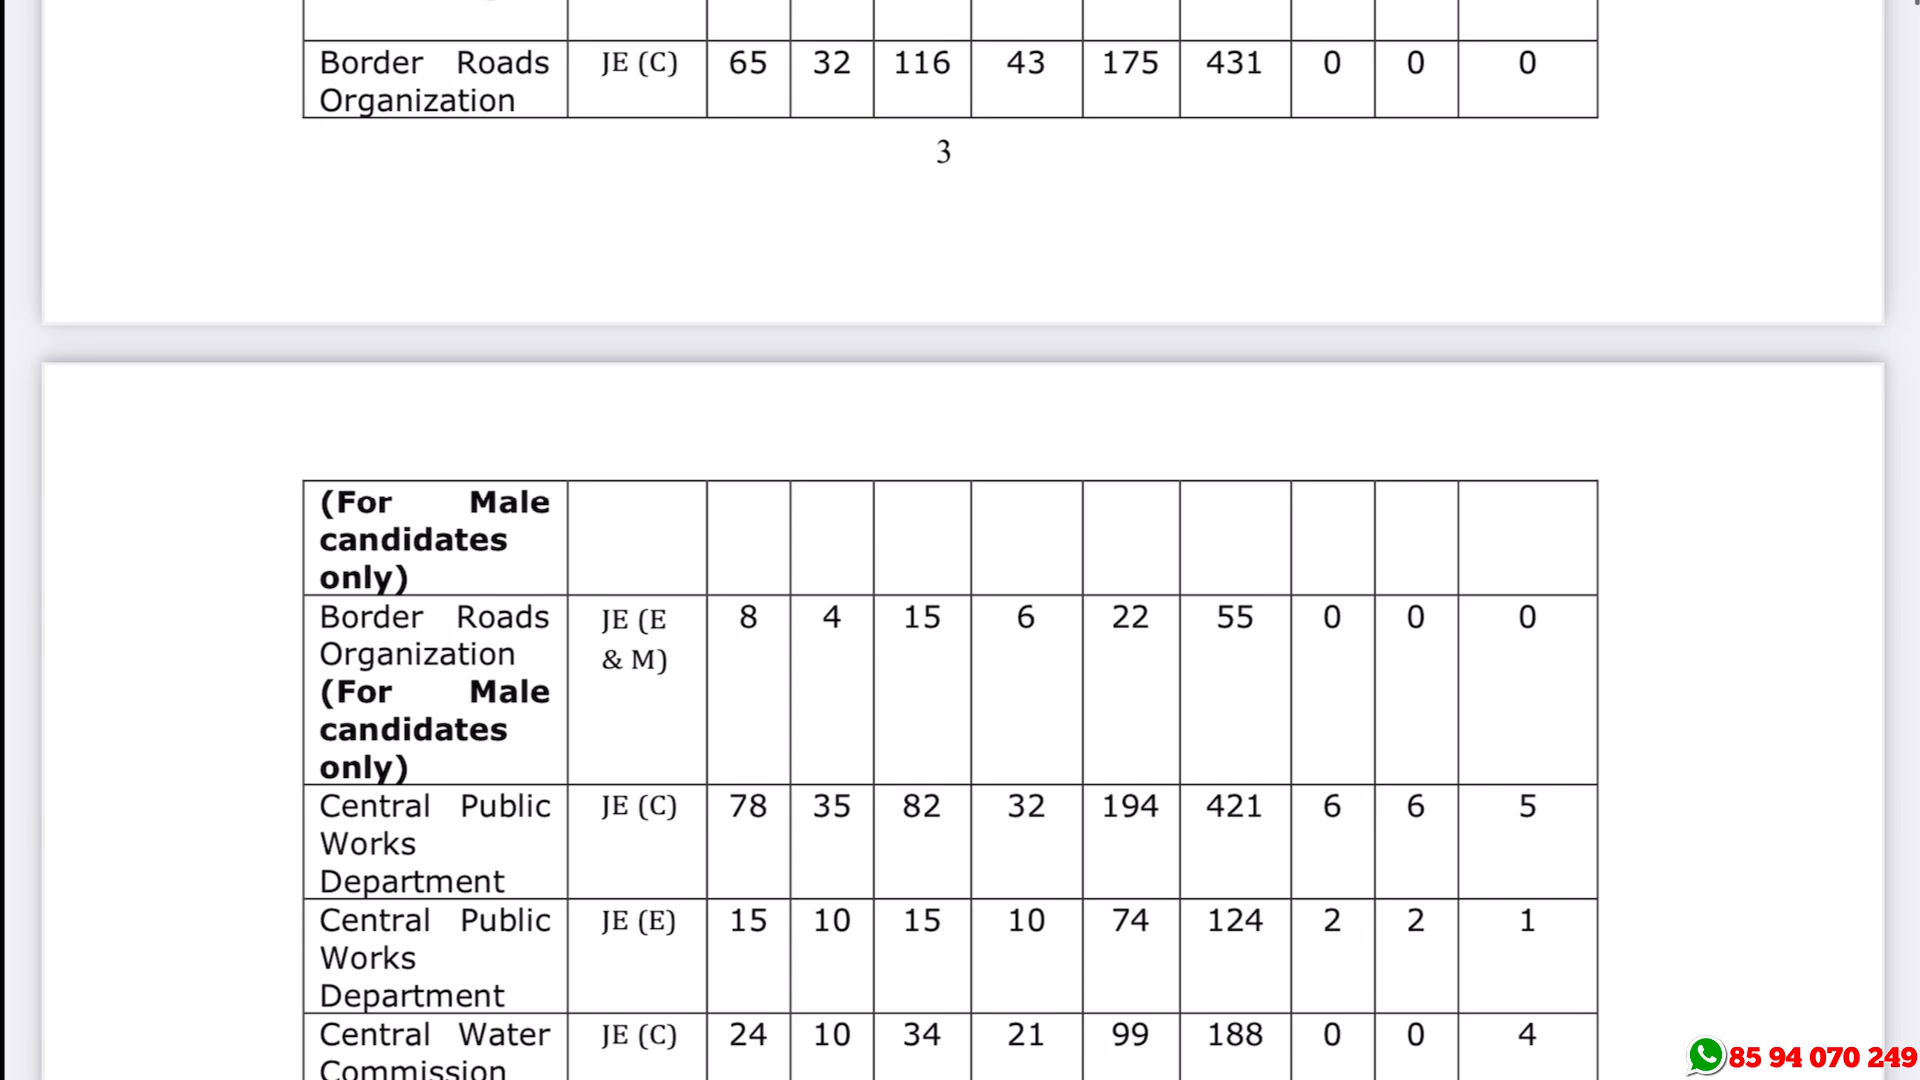 Border Roads Organization JE (C) 65 32 116 43 175 431 0 0 0
3
(For Male candidates only)
Border Roads Organization (For Male candidates only) JE (E & M) 8 4 15 6 22 55 0 0 0
Central Public Works Department JE (C) 78 35 82 32 194 421 6 6 5
Central Public Works Department JE (E) 15 10 15 10 74 124 2 2 1
Central Water Commission JE (C) 24 10 34 21 99 188 0 0 4
85 94 070 249